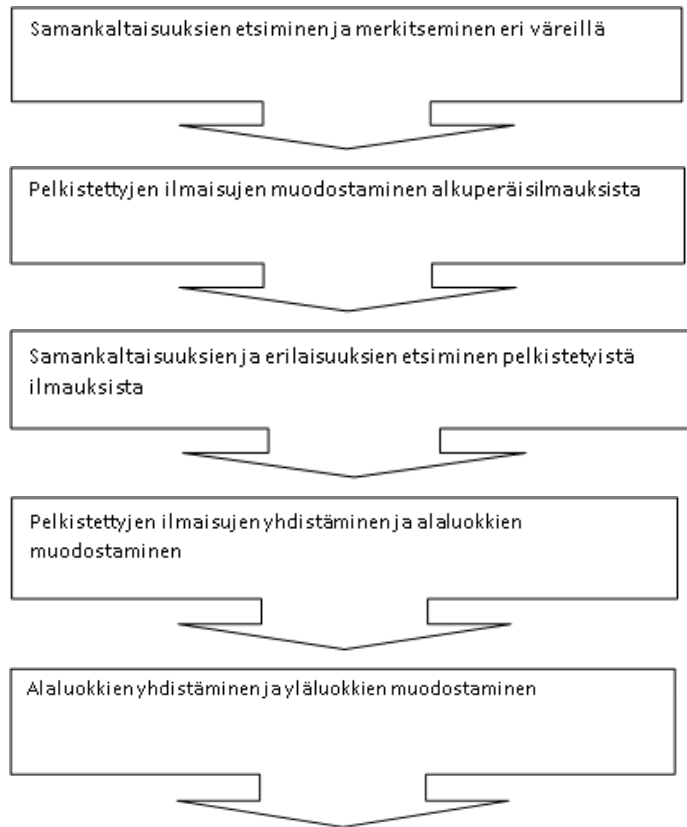 Samankaltaisuuksien etsiminen ja merkitseminen eri väreillä
Pelkistettyjen ilmaisujen muodostaminen alkuperäisilmauksista
Samankaltaisuuksien ja erilaisuuksien etsiminen pelkistetyistä
ilmauksista
Pelkistettyjen ilmaisujen yhdistäminen ja alaluokkien
muodostaminen
Alaluokkien yhdistäminen ja yläluokkien muodostaminen